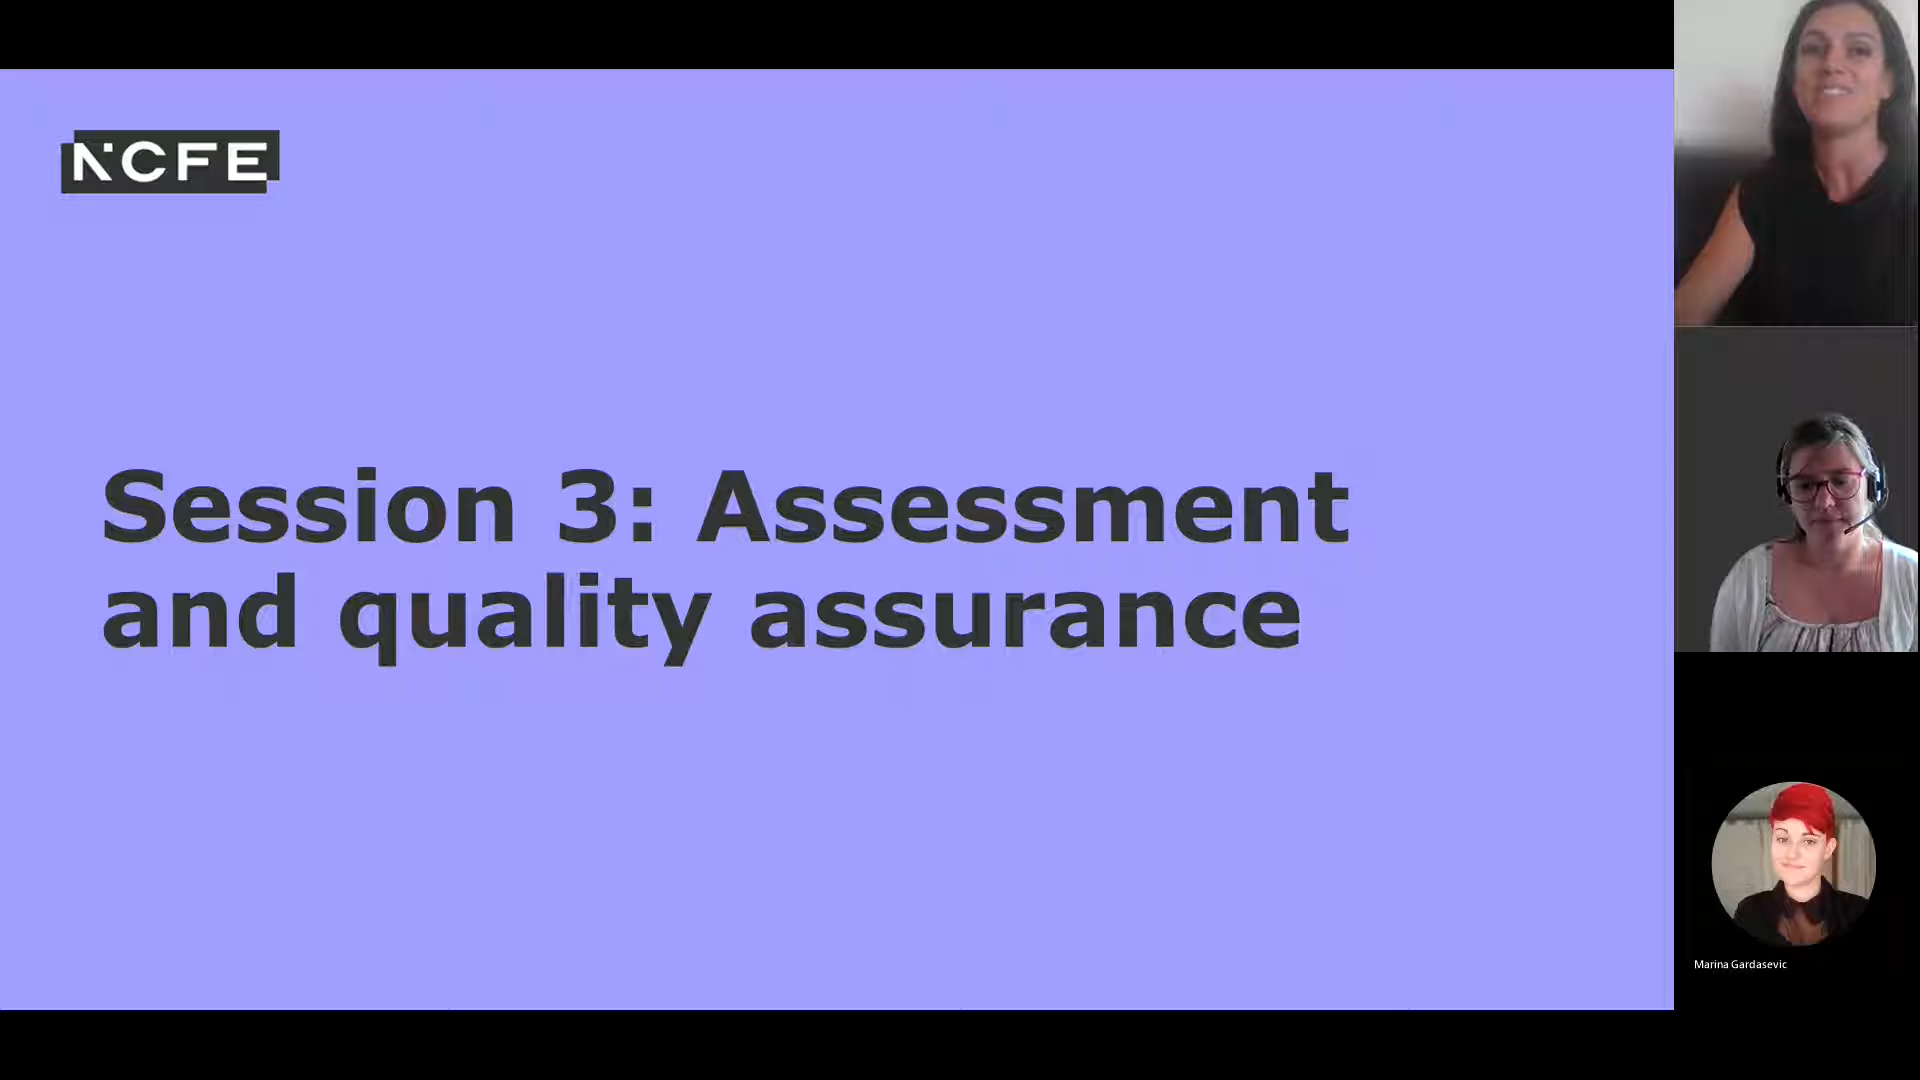 NCFE
Session 3: Assessment
and quality assurance
Marina Gardasevic